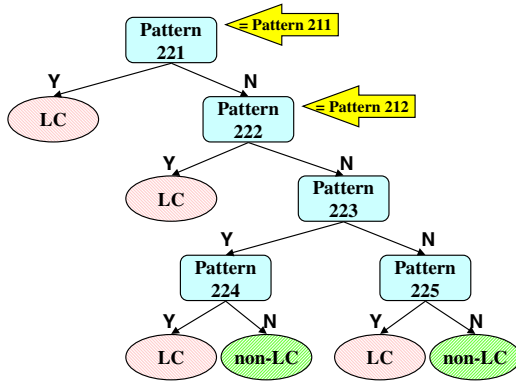 Pattern
221
= Pattern 211
Y
N
LC
Pattern
222
= Pattern 212
Y
N
LC
Pattern
223
Y
N
Pattern
224
Pattern
225
Y
N
Y
N
LC
non-LC
LC
non-LC